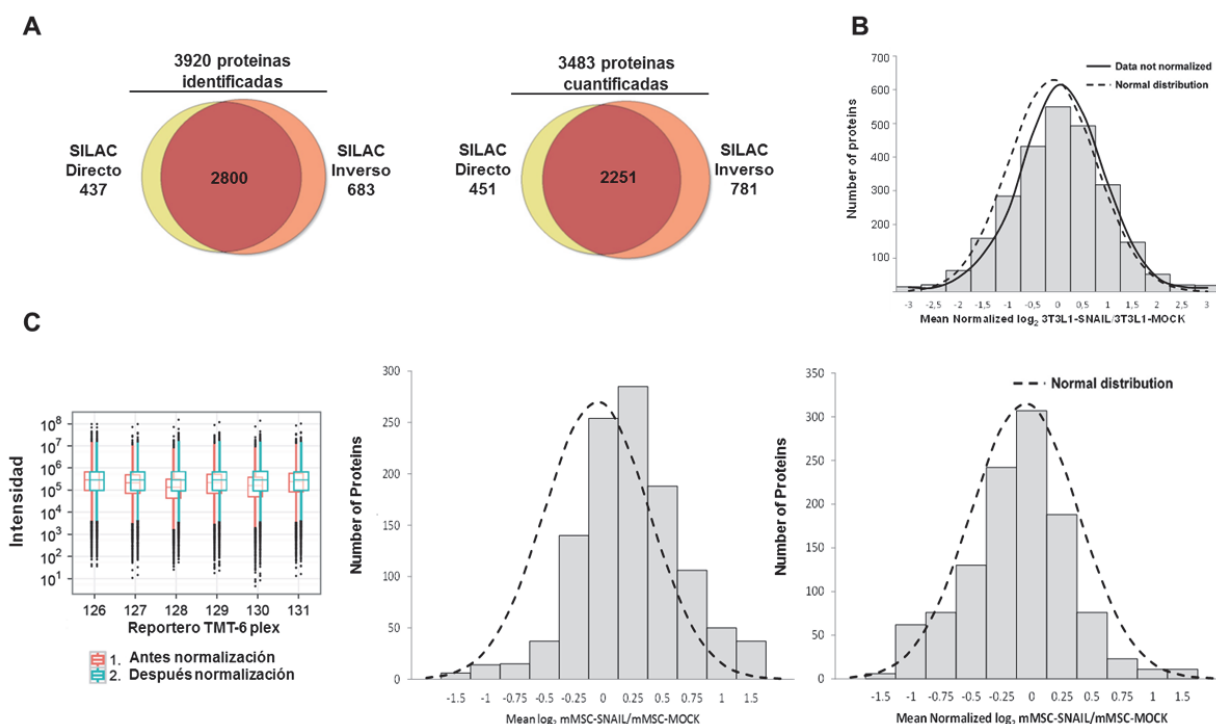 A
3920 proteinas
identificadas
SILAC
Directo
437
2800
SILAC
Inverso
683
3483 proteinas
cuantificadas
SILAC
Directo
451
2251
SILAC
Inverso
781
B
Number of proteins
700
600
500
400
300
200
100
Data not normalized
Normal distribution
-3 -2,5 -2 -1,5 -1 -0,5 0 0,5 1 1,5 2 2,5 3
Mean Normalized log2 3T3L1-SNAIL/3T3L1-MOCK
C
Intensidad
10^8
10^7
10^6
10^5
10^4
10^3
10^2
10^1
126 127 128 129 130 131
Reportero TMT-6 plex
1. Antes normalización
2. Después normalización
Number of Proteins
300
250
200
150
100
50
0
-1.5 -1 -0.75 -0.5 -0.25 0 0.25 0.5 0.75 1 1.5
Mean log2 mMSC-SNAIL/mMSC-MOCK
Number of Proteins
350
300
250
200
150
100
50
0
Normal distribution
-1.5 -1 -0.75 -0.5 -0.25 0 0.25 0.5 0.75 1 1.5
Mean Normalized log2 mMSC-SNAIL/mMSC-MOCK